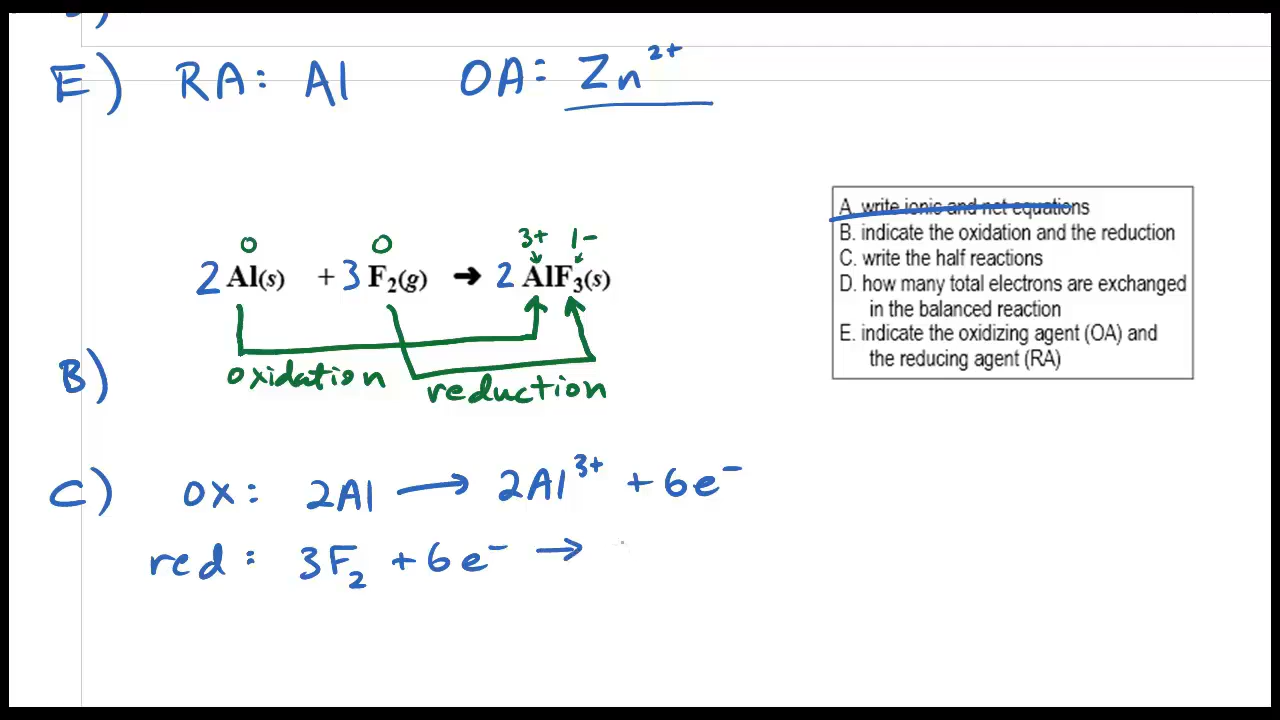 E) RA: Al OA: Zn²⁺
0 0 3+ 1-
2 Al(s) + 3 F₂(g) → 2 AlF₃(s)
B) oxidation reduction
C) ox: 2Al → 2Al³⁺ + 6e⁻
red: 3F₂ + 6e⁻ →
A. write ionic and net equations
B. indicate the oxidation and the reduction
C. write the half reactions
D. how many total electrons are exchanged
in the balanced reaction
E. indicate the oxidizing agent (OA) and
the reducing agent (RA)